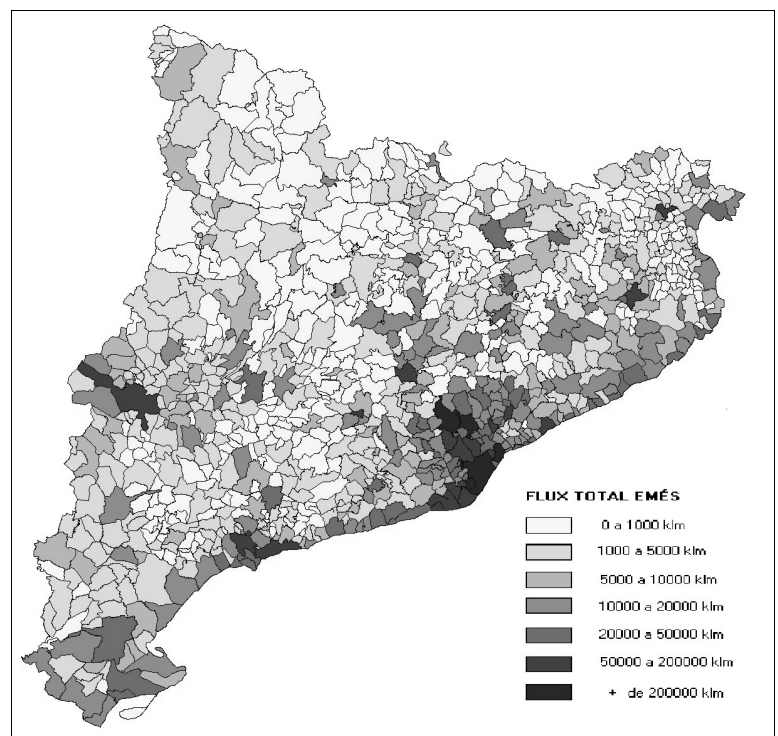 FLUX TOTAL EMÉS
0 a 1000 klm
1000 a 5000 klm
5000 a 10000 klm
10000 a 20000 klm
20000 a 50000 klm
50000 a 200000 klm
+ de 200000 klm